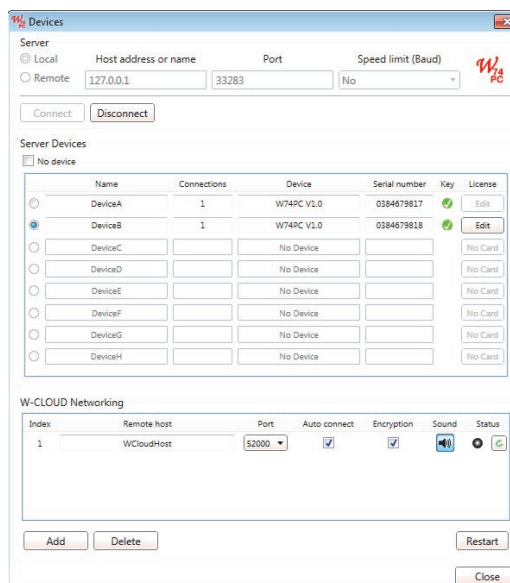 W74 PC Devices
Server
Local Host address or name Port Speed limit (Baud)
Remote 127.0.0.1 33283 No
W74 PC
Connect Disconnect
Server Devices
No device
Name Connections Device Serial number Key License
DeviceA 1 W74PC V1.0 0384679817 Edit
DeviceB 1 W74PC V1.0 0384679818 Edit
DeviceC No Device No Card
DeviceD No Device No Card
DeviceE No Device No Card
DeviceF No Device No Card
DeviceG No Device No Card
DeviceH No Device No Card
W-CLOUD Networking
Index Remote host Port Auto connect Encryption Sound Status
1 WCloudHost 52000
Add Delete Restart
Close